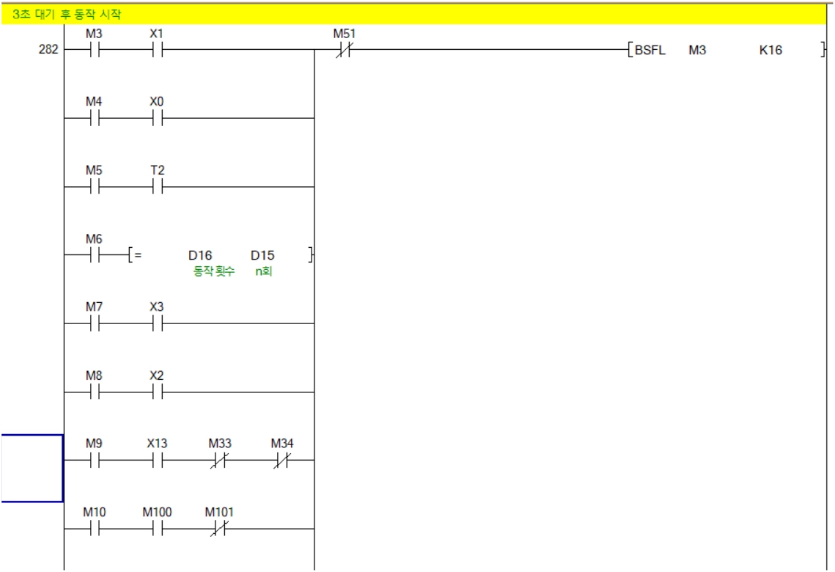 3초 대기 후 동작 시작
M3 X1 M51
282 BSFL M3 K16
M4 X0
M5 T2
M6
= D16 D15
동작횟수 n회
M7 X3
M8 X2
M9 X13 M33 M34
M10 M100 M101